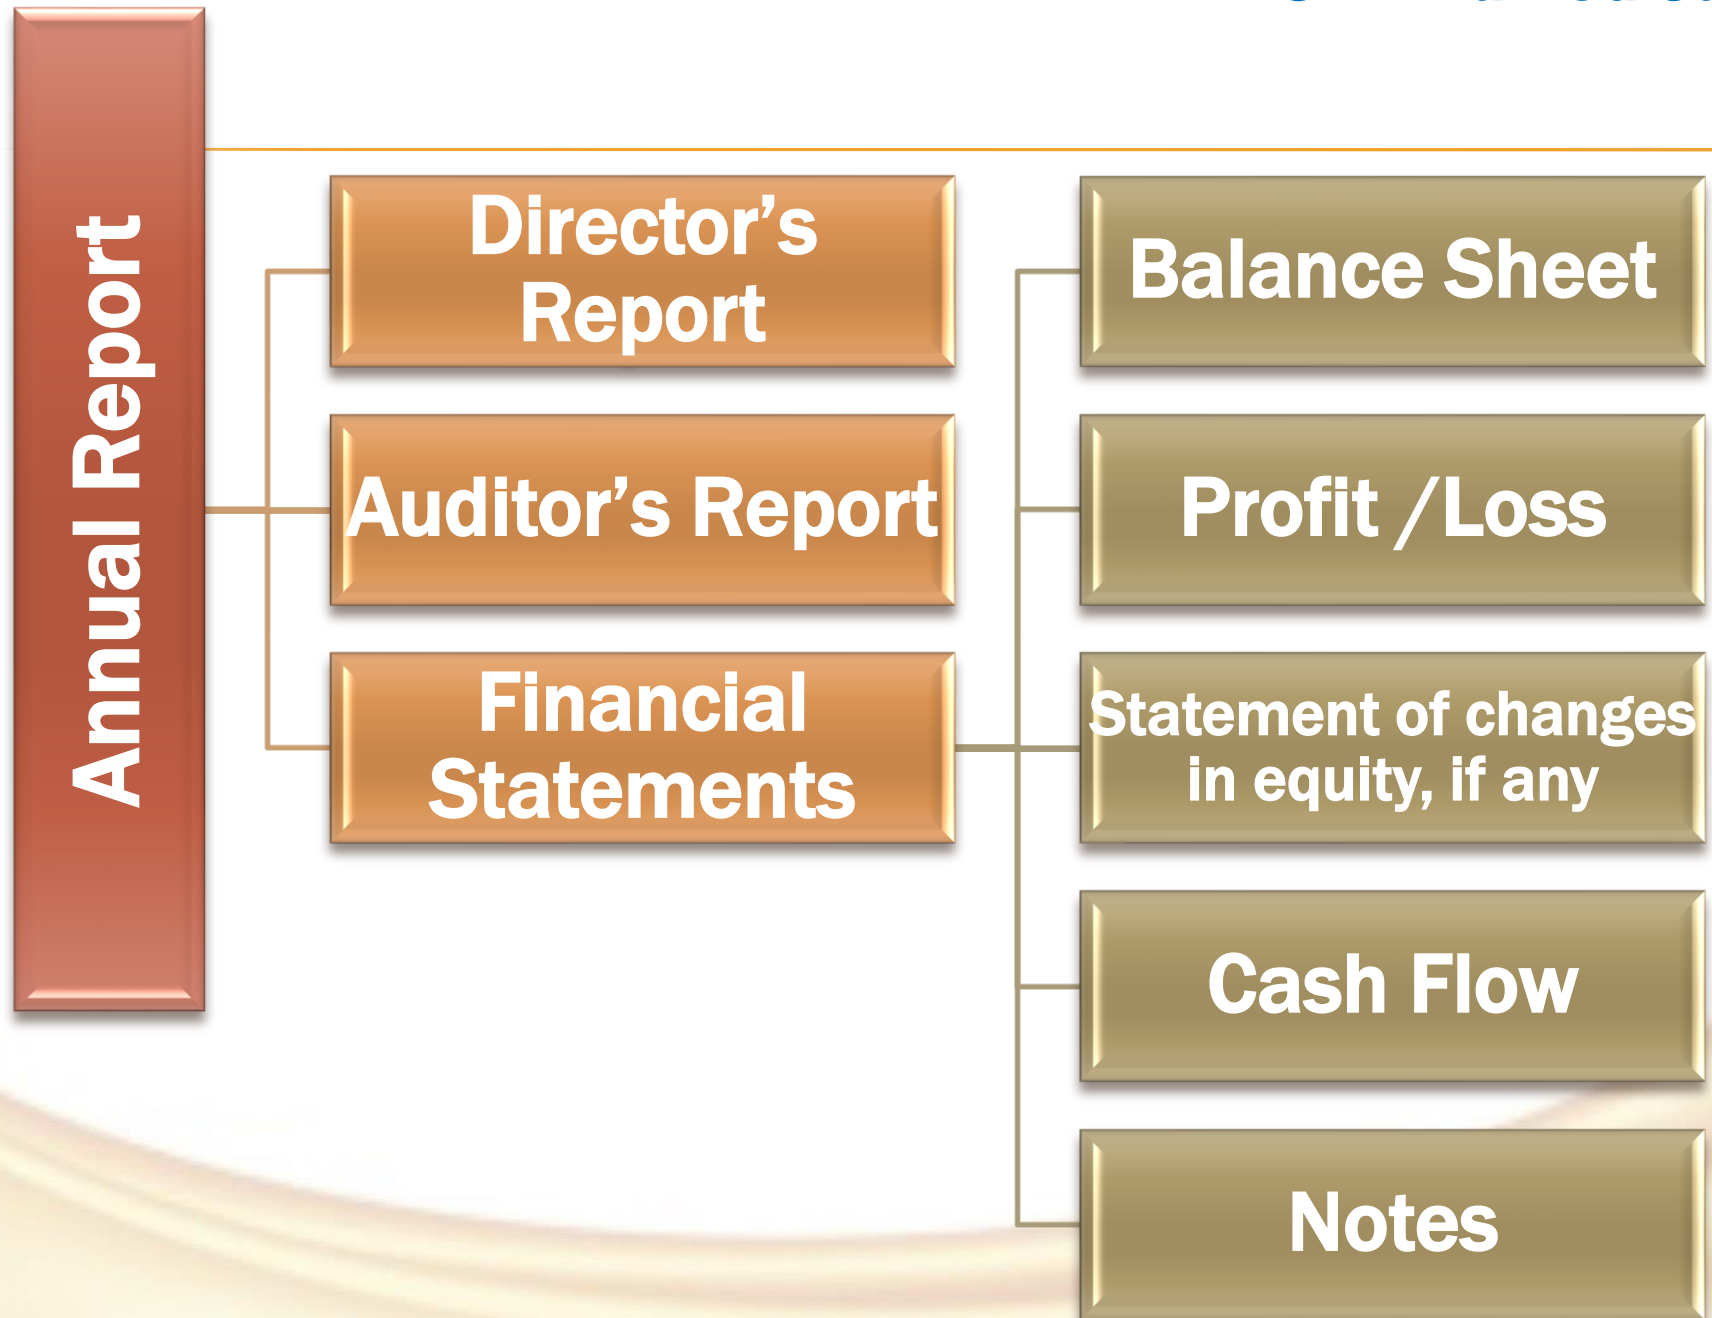 Annual Report
Director’s
Report
Auditor’s Report
Financial
Statements
Balance Sheet
Profit /Loss
Statement of changes
in equity, if any
Cash Flow
Notes